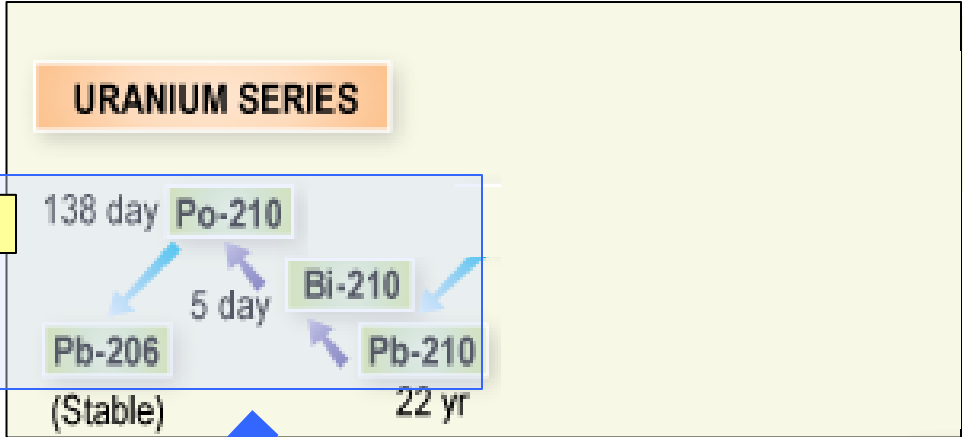 URANIUM SERIES
138 day Po-210
Bi-210
5 day
Pb-206 Pb-210
(Stable) 22 yr